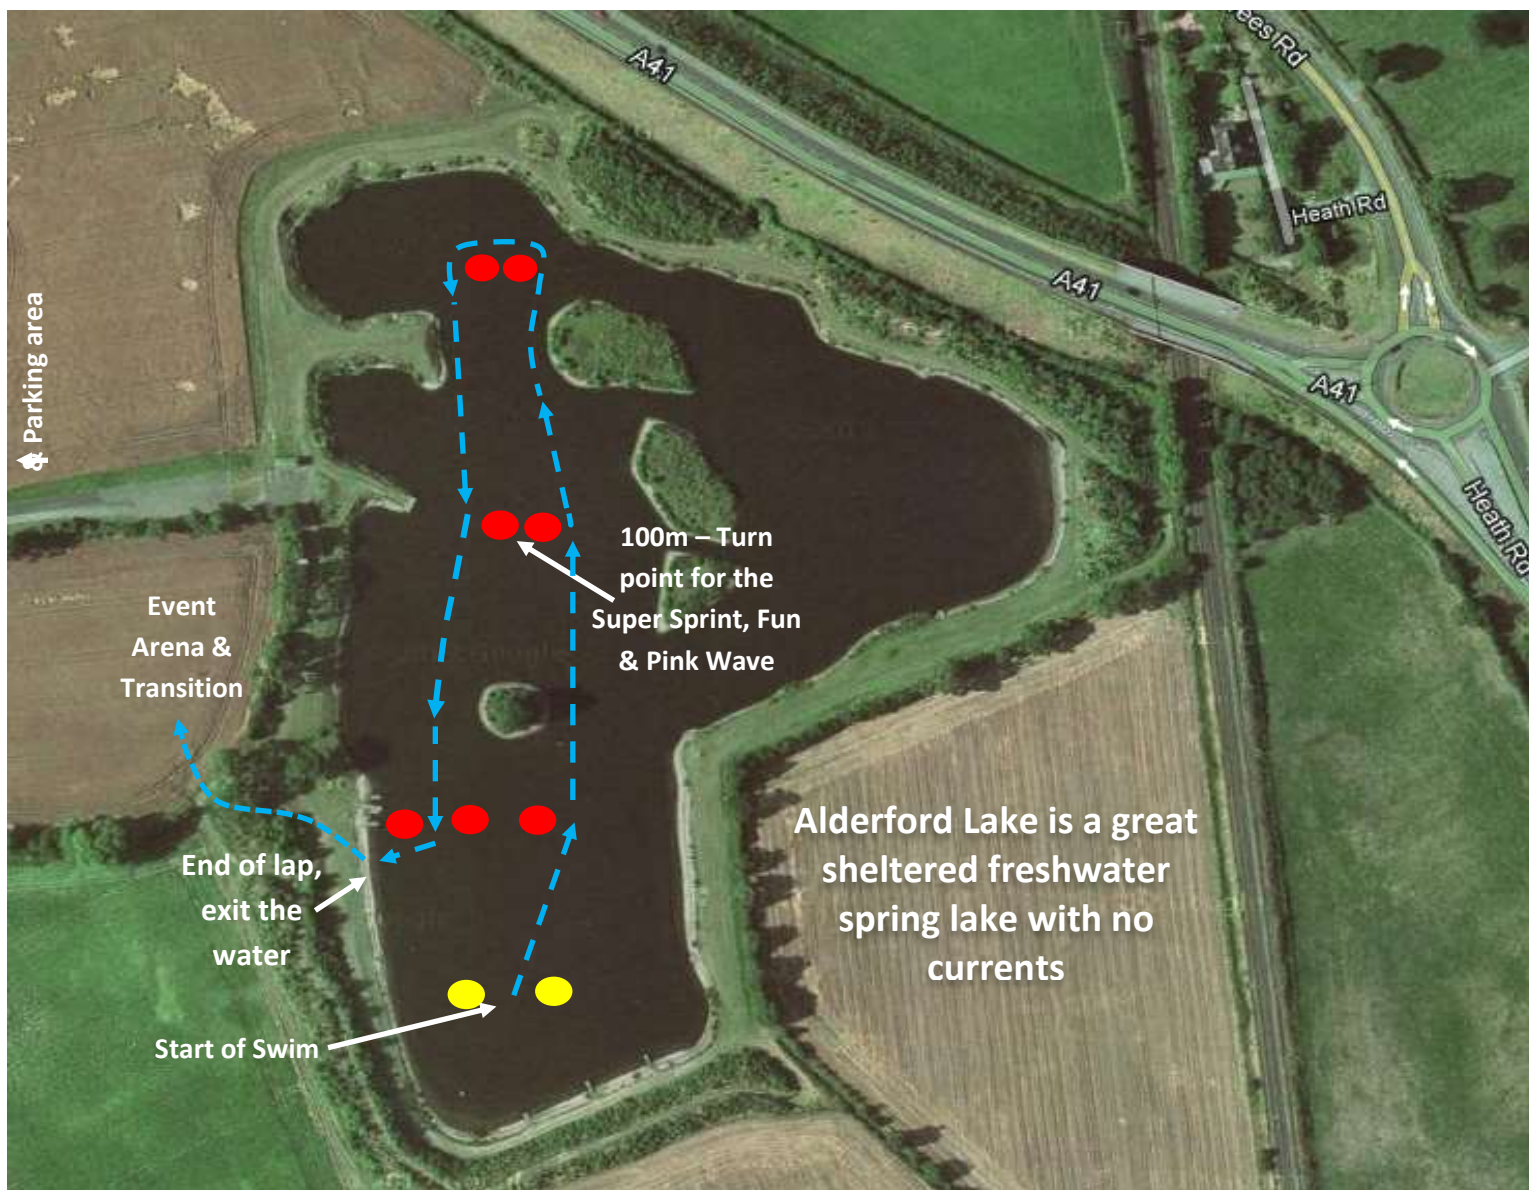 A41
rees Rd
Heath Rd
A41
A41
Heath Rd
& Parking area
100m – Turn
point for the
Super Sprint, Fun
& Pink Wave
Event
Arena &
Transition
Google
Alderford Lake is a great
sheltered freshwater
spring lake with no
currents
End of lap,
exit the
water
Start of Swim